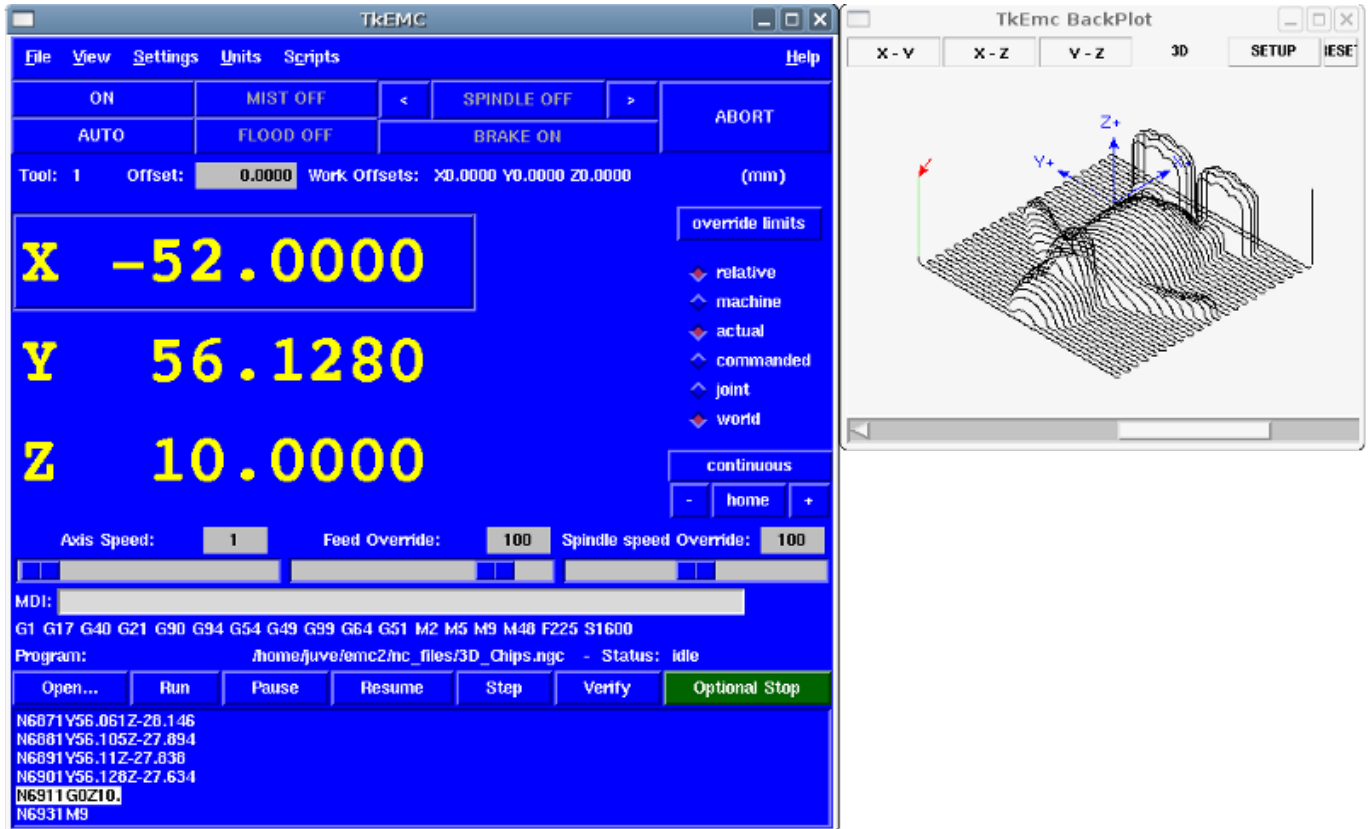 TkEMC
File View Settings Units Scripts Help
ON MIST OFF < SPINDLE OFF > ABORT
AUTO FLOOD OFF BRAKE ON
Tool: 1 Offset: 0.0000 Work Offsets: X0.0000 Y0.0000 Z0.0000 (mm)
override limits
X -52.0000
relative
machine
actual
Y 56.1280
commanded
joint
world
Z 10.0000
continuous
- home +
Axis Speed: 1 Feed Override: 100 Spindle speed Override: 100
MDI:
G1 G17 G40 G21 G90 G94 G54 G49 G99 G64 G51 M2 M5 M9 M48 F225 S1600
Program: /home/juve/emc2/nc_files/3D_Chips.ngc - Status: idle
Open... Run Pause Resume Step Verify Optional Stop
N6871Y56.061Z-28.146
N6881Y56.105Z-27.894
N6891Y56.11Z-27.838
N6901Y56.128Z-27.634
N6911G0Z10.
N6931M9
TkEmc BackPlot
X - Y X - Z Y - Z 3D SETUP RESET
Z+
Y+ X+